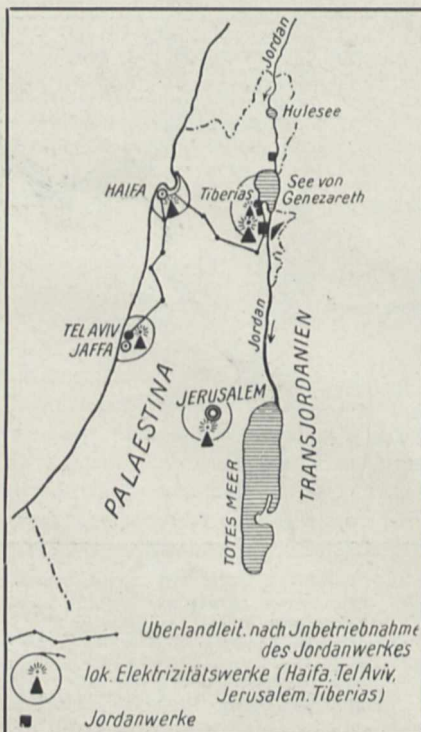 Jordan
Hulesee
HAIFA
Tiberias
See von
Genezareth
TEL AVIV
JAFFA
Jordan
JERUSALEM
PALAESTINA
TRANSJORDANIEN
TOTES MEER
Uberlandleit. nach Jnbetriebnahme
des Jordanwerkes
lok. Elektrizitätswerke (Haifa, Tel Aviv,
Jerusalem, Tiberias)
Jordanwerke